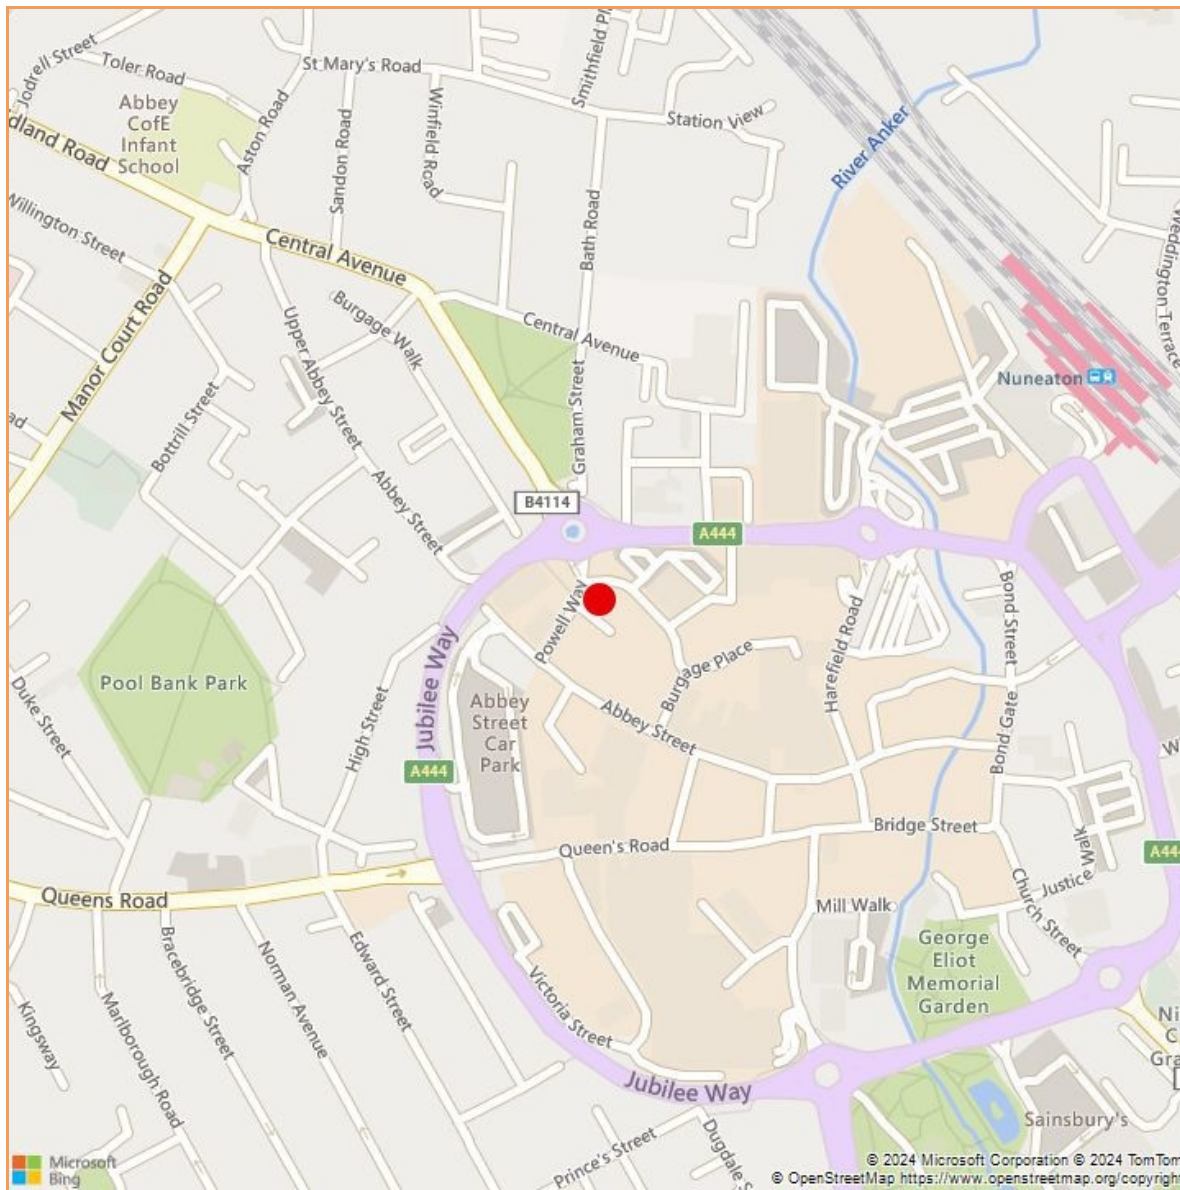 Jodrell Street
Toler Road
St Mary's Road
Smithfield Pl
Abbey
CofE
Infant
School
Aston Road
Sandon Road
Winfield Road
Station View
River Anker
dland Road
Willington Street
Central Avenue
Bath Road
Weddington Terrace
Manor Court Road
Burgage Walk
Upper Abbey Street
Central Avenue
Nuneaton
Graham Street
Bottrill Street
ad
Abbey Street
B4114
A444
Powell Way
Bond Street
Jubilee Way
Harefield Road
Burgage Place
Pool Bank Park
Duke Street
High Street
Abbey
Street
Car
Park
Abbey Street
Bond Gate
W
A444
Bridge Street
Queen's Road
A444
Justice Walk
Queens Road
Mill Walk
Church Street
George
Eliot
Memorial
Garden
Bracebridge Street
Norman Avenue
Edward Street
Victoria Street
Kingsway
Marlborough Road
Ni
C
Gra
Jubilee Way
Sainsbury's
Prince's Street
Dugdale S
Microsoft
Bing
© 2024 Microsoft Corporation © 2024 TomTom
© OpenStreetMap https://www.openstreetmap.org/copyright